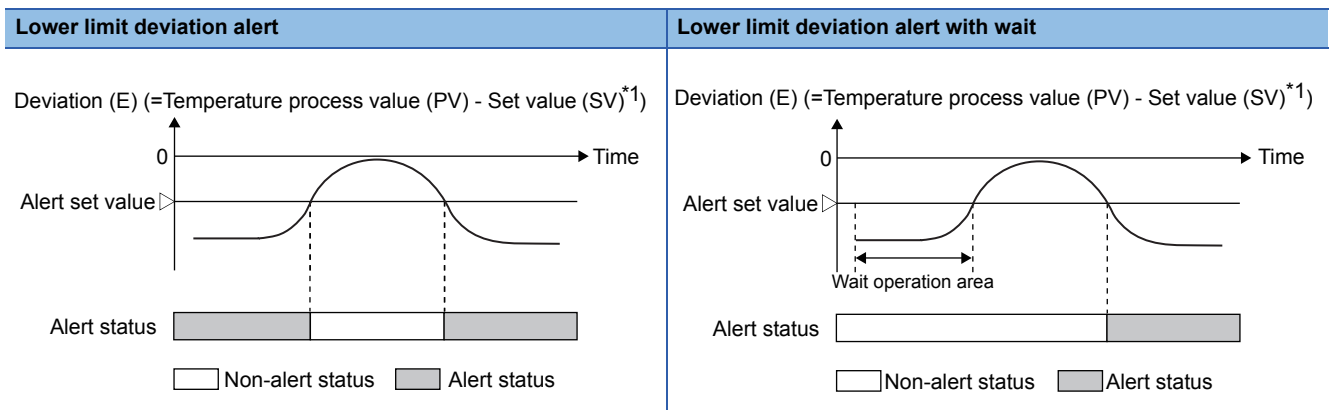 Lower limit deviation alert
Deviation (E) (=Temperature process value (PV) - Set value (SV)*1)
0
Time
Alert set value
Alert status
Non-alert status
Alert status
Lower limit deviation alert with wait
Deviation (E) (=Temperature process value (PV) - Set value (SV)*1)
0
Time
Alert set value
Wait operation area
Alert status
Non-alert status
Alert status